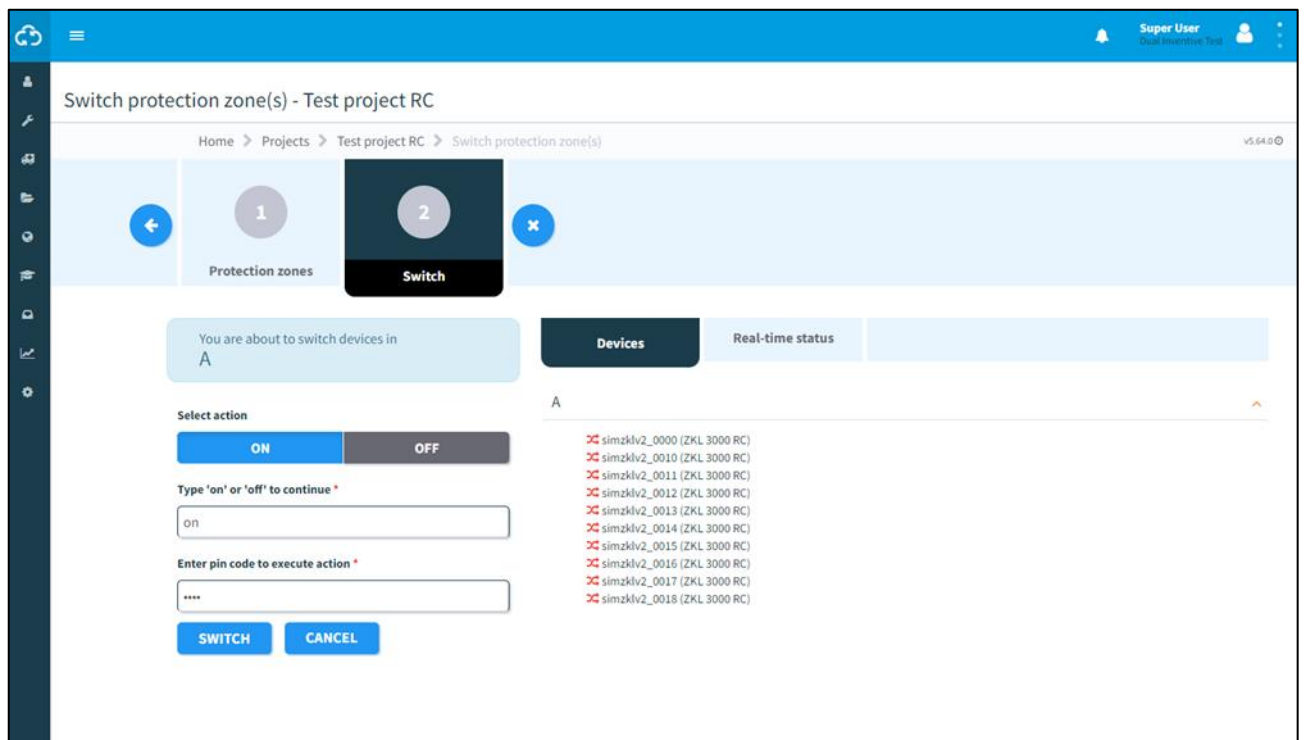 Super User
Dual Inventive Test
Switch protection zone(s) - Test project RC
Home > Projects > Test project RC > Switch protection zone(s)
v5.64.0
1
2
Protection zones
Switch
You are about to switch devices in
A
Devices
Real-time status
Select action
ON
OFF
Type 'on' or 'off' to continue *
on
Enter pin code to execute action *
••••
SWITCH
CANCEL
A
simzklv2_0000 (ZKL 3000 RC)
simzklv2_0010 (ZKL 3000 RC)
simzklv2_0011 (ZKL 3000 RC)
simzklv2_0012 (ZKL 3000 RC)
simzklv2_0013 (ZKL 3000 RC)
simzklv2_0014 (ZKL 3000 RC)
simzklv2_0015 (ZKL 3000 RC)
simzklv2_0016 (ZKL 3000 RC)
simzklv2_0017 (ZKL 3000 RC)
simzklv2_0018 (ZKL 3000 RC)